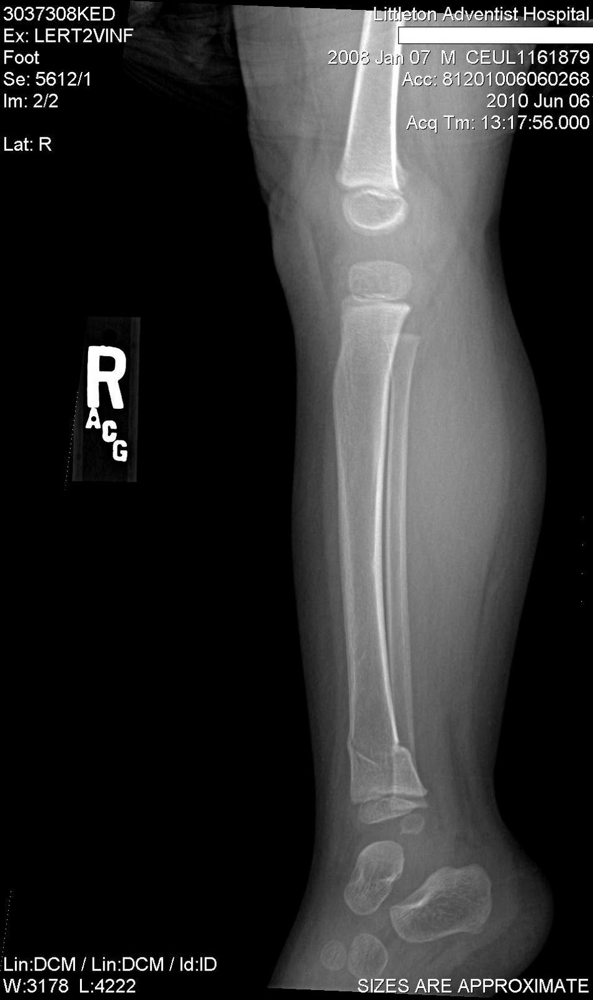 3037308KED
Ex: LERT2VINF
Foot
Se: 5612/1
Im: 2/2
Lat: R
Littleton Adventist Hospital
2008 Jan 07 M CEUL1161879
Acc: 81201006060268
2010 Jun 06
Acq Tm: 13:17:56.000
R
A
C
G
Lin:DCM / Lin:DCM / Id:ID
W:3178 L:4222
SIZES ARE APPROXIMATE